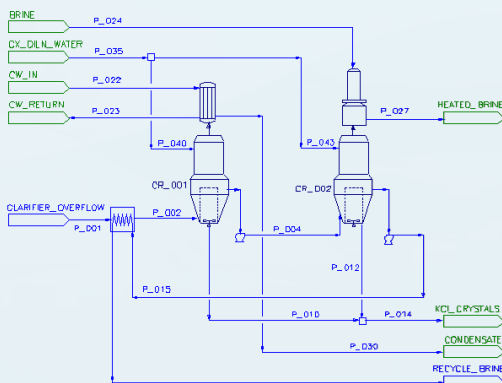 BRINE
P_024
CX_DILN_WATER
P_035
CW_IN
P_022
CW_RETURN
P_023
P_027
HEATED_BRINE
P_040
P_043
CR_001
CR_002
CLARIFIER_OVERFLOW
P_001
P_002
P_004
P_012
P_015
P_010
P_014
KCl_CRYSTALS
P_030
CONDENSATE
RECYCLE_BRINE